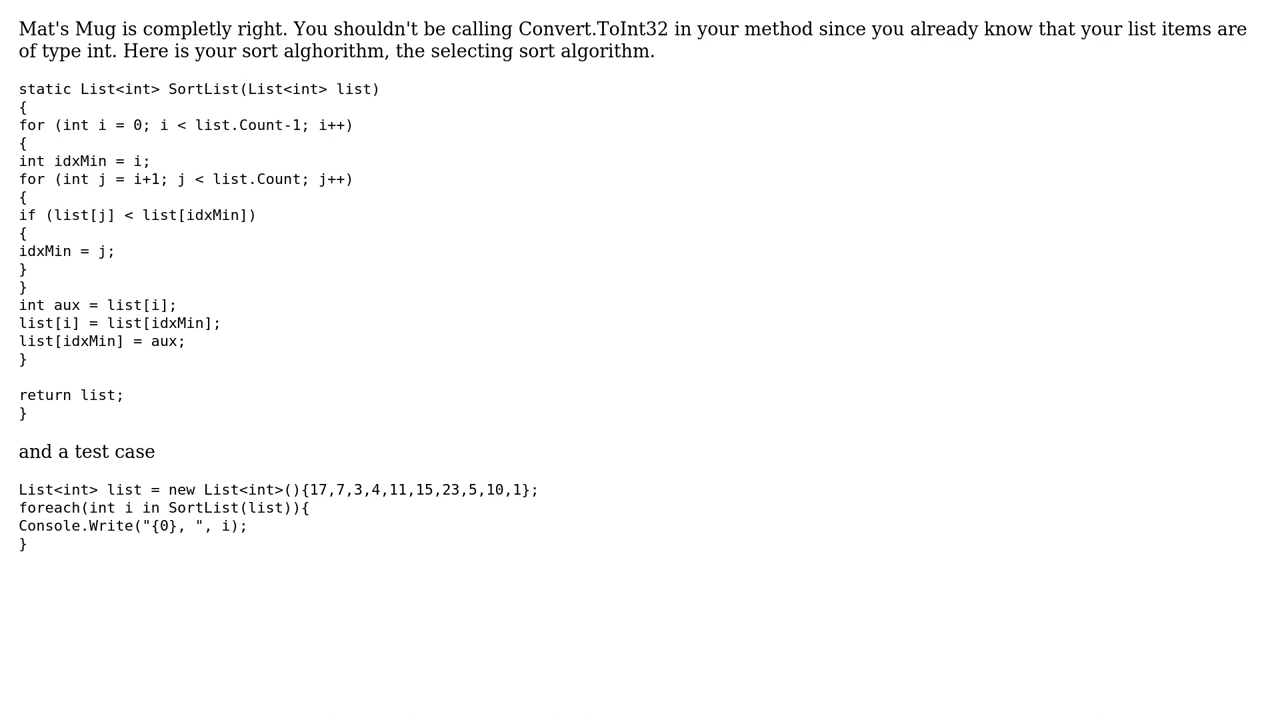 Mat's Mug is completly right. You shouldn't be calling Convert.ToInt32 in your method since you already know that your list items are
of type int. Here is your sort alghorithm, the selecting sort algorithm.
static List<int> SortList(List<int> list)
{
for (int i = 0; i < list.Count-1; i++)
{
int idxMin = i;
for (int j = i+1; j < list.Count; j++)
{
if (list[j] < list[idxMin])
{
idxMin = j;
}
}
int aux = list[i];
list[i] = list[idxMin];
list[idxMin] = aux;
}
return list;
}
and a test case
List<int> list = new List<int>(){17,7,3,4,11,15,23,5,10,1};
foreach(int i in SortList(list)){
Console.Write("{0}, ", i);
}